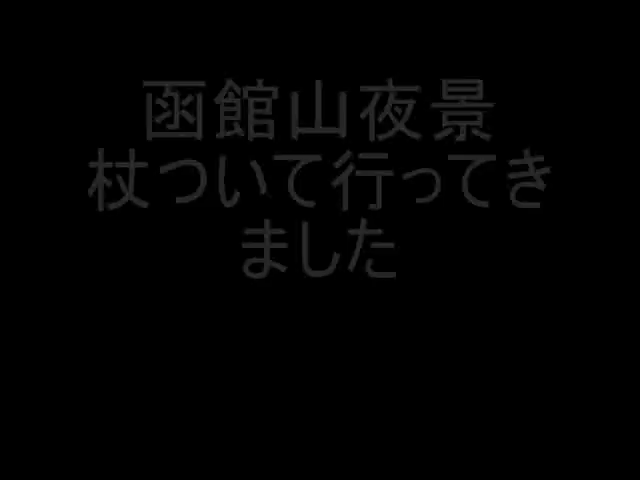 函館山夜景
杖ついて行ってき
ました